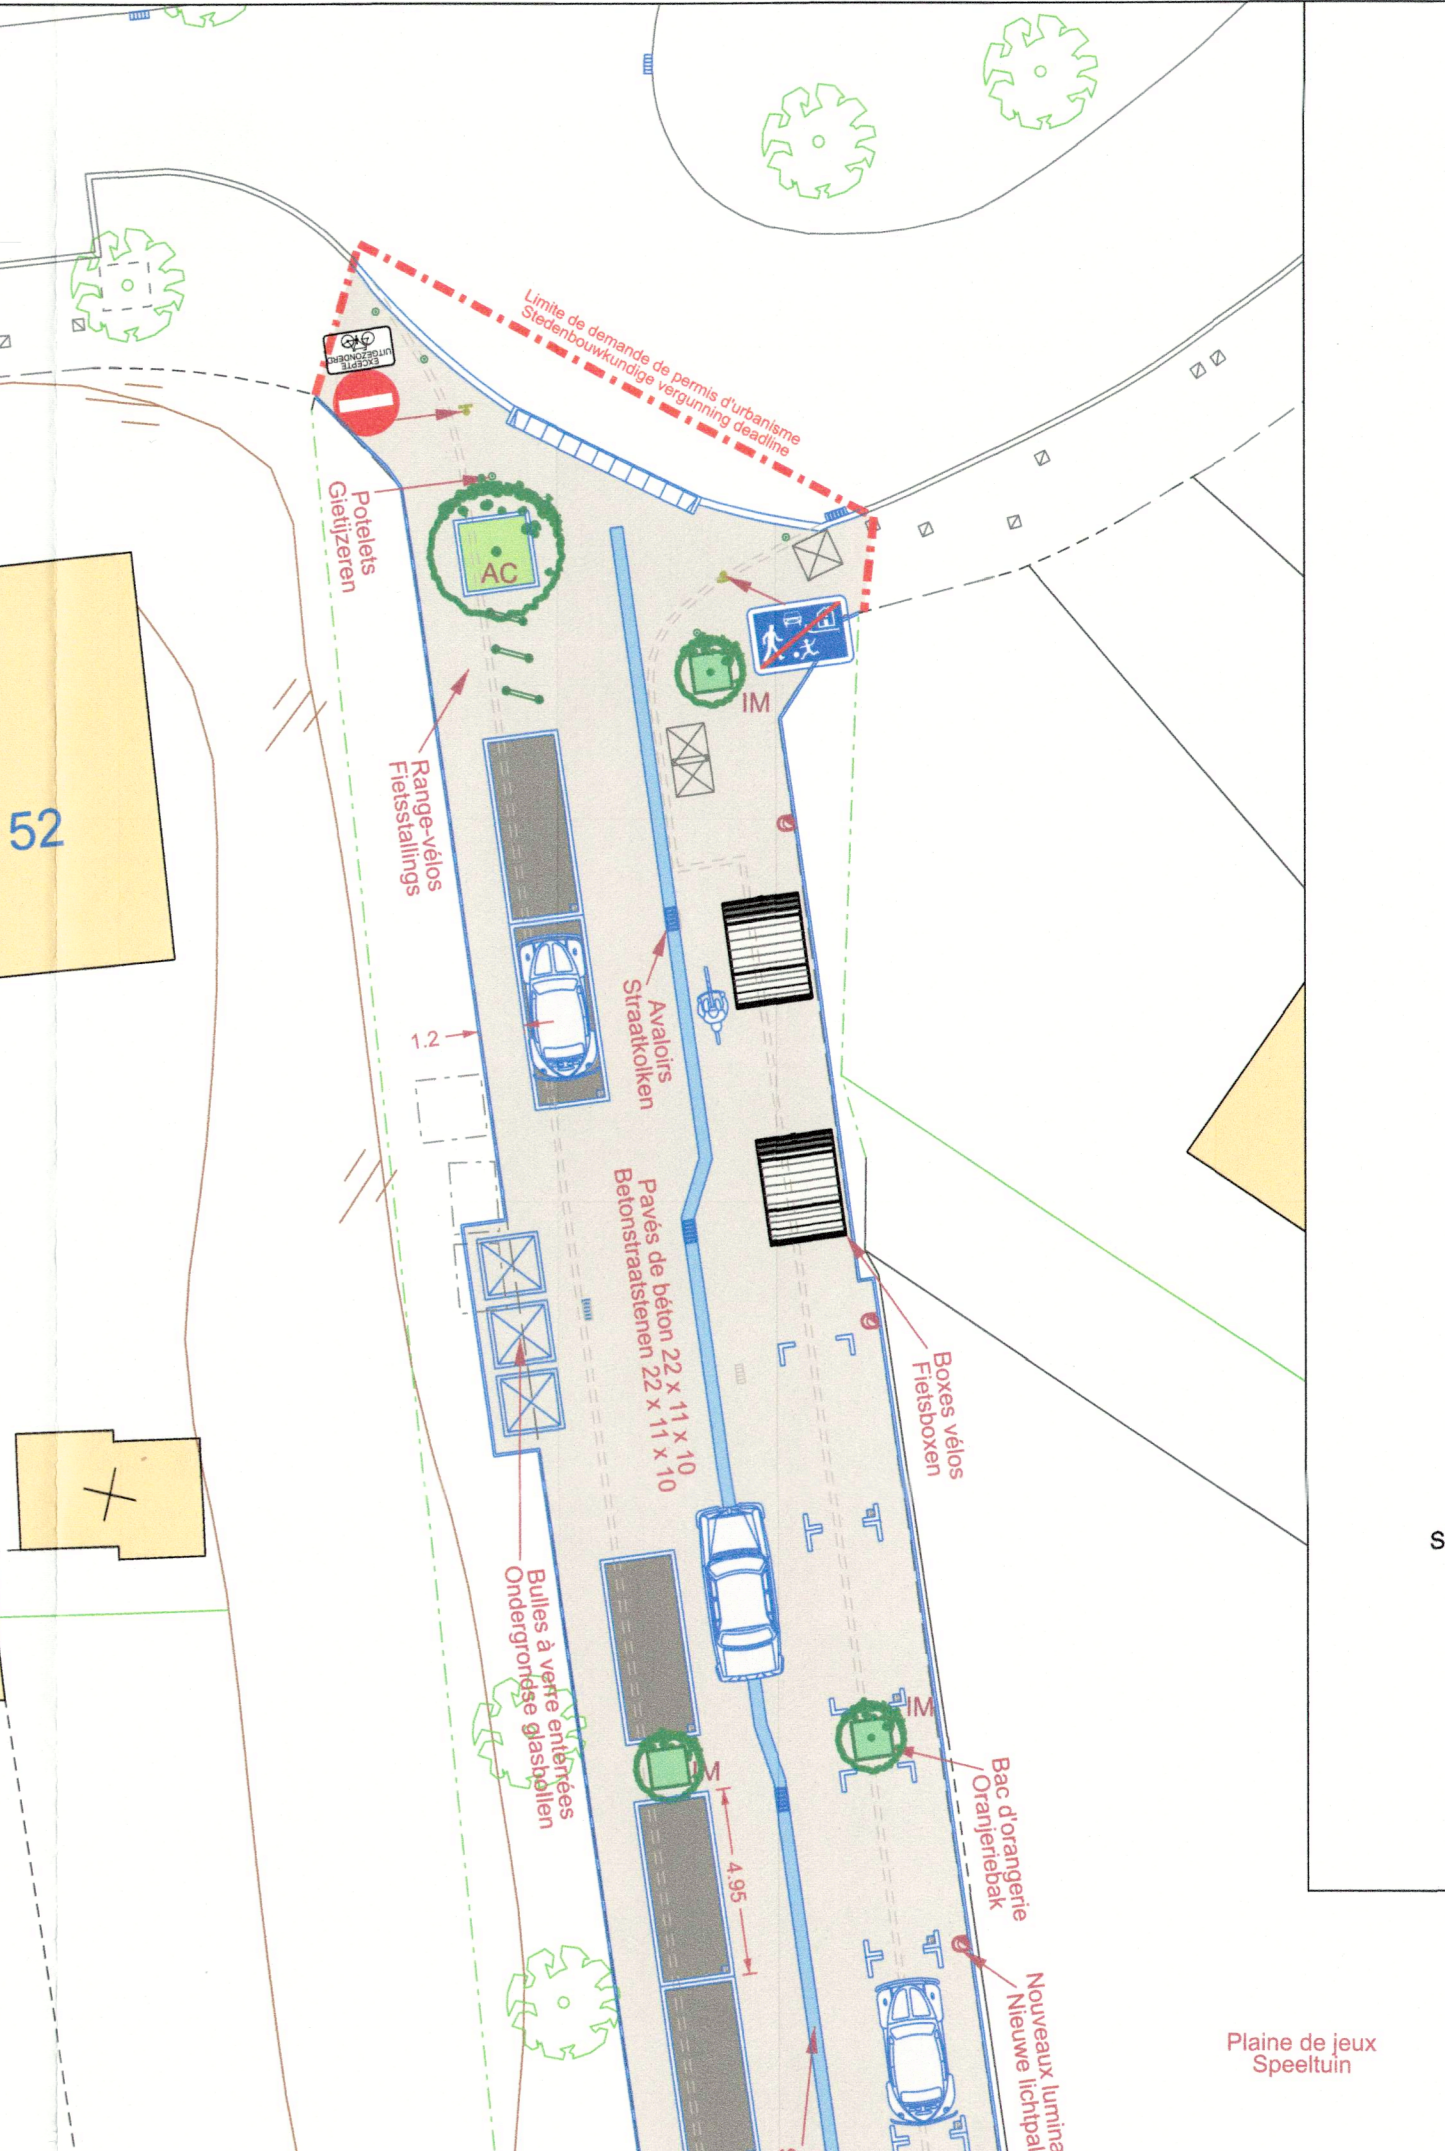 Limite de demande de permis d'urbanisme
Stedenbouwkundige vergunning deadline
EXCEPTE
UITGEZONDERD
Potelets
Gietijzeren
AC
IM
Range-vélos
Fietsstallings
52
Avaloirs
Straatkolken
1.2
Pavés de béton 22 x 11 x 10
Betonstraatstenen 22 x 11 x 10
Boxes vélos
Fietsboxen
Bulles à verre enterrées
Ondergrondse glasbollen
IM
IM
Bac d'orangerie
Oranjeriebak
4.95
Nouveaux lumina
Nieuwe lichtpal
Plaine de jeux
Speeltuin
s